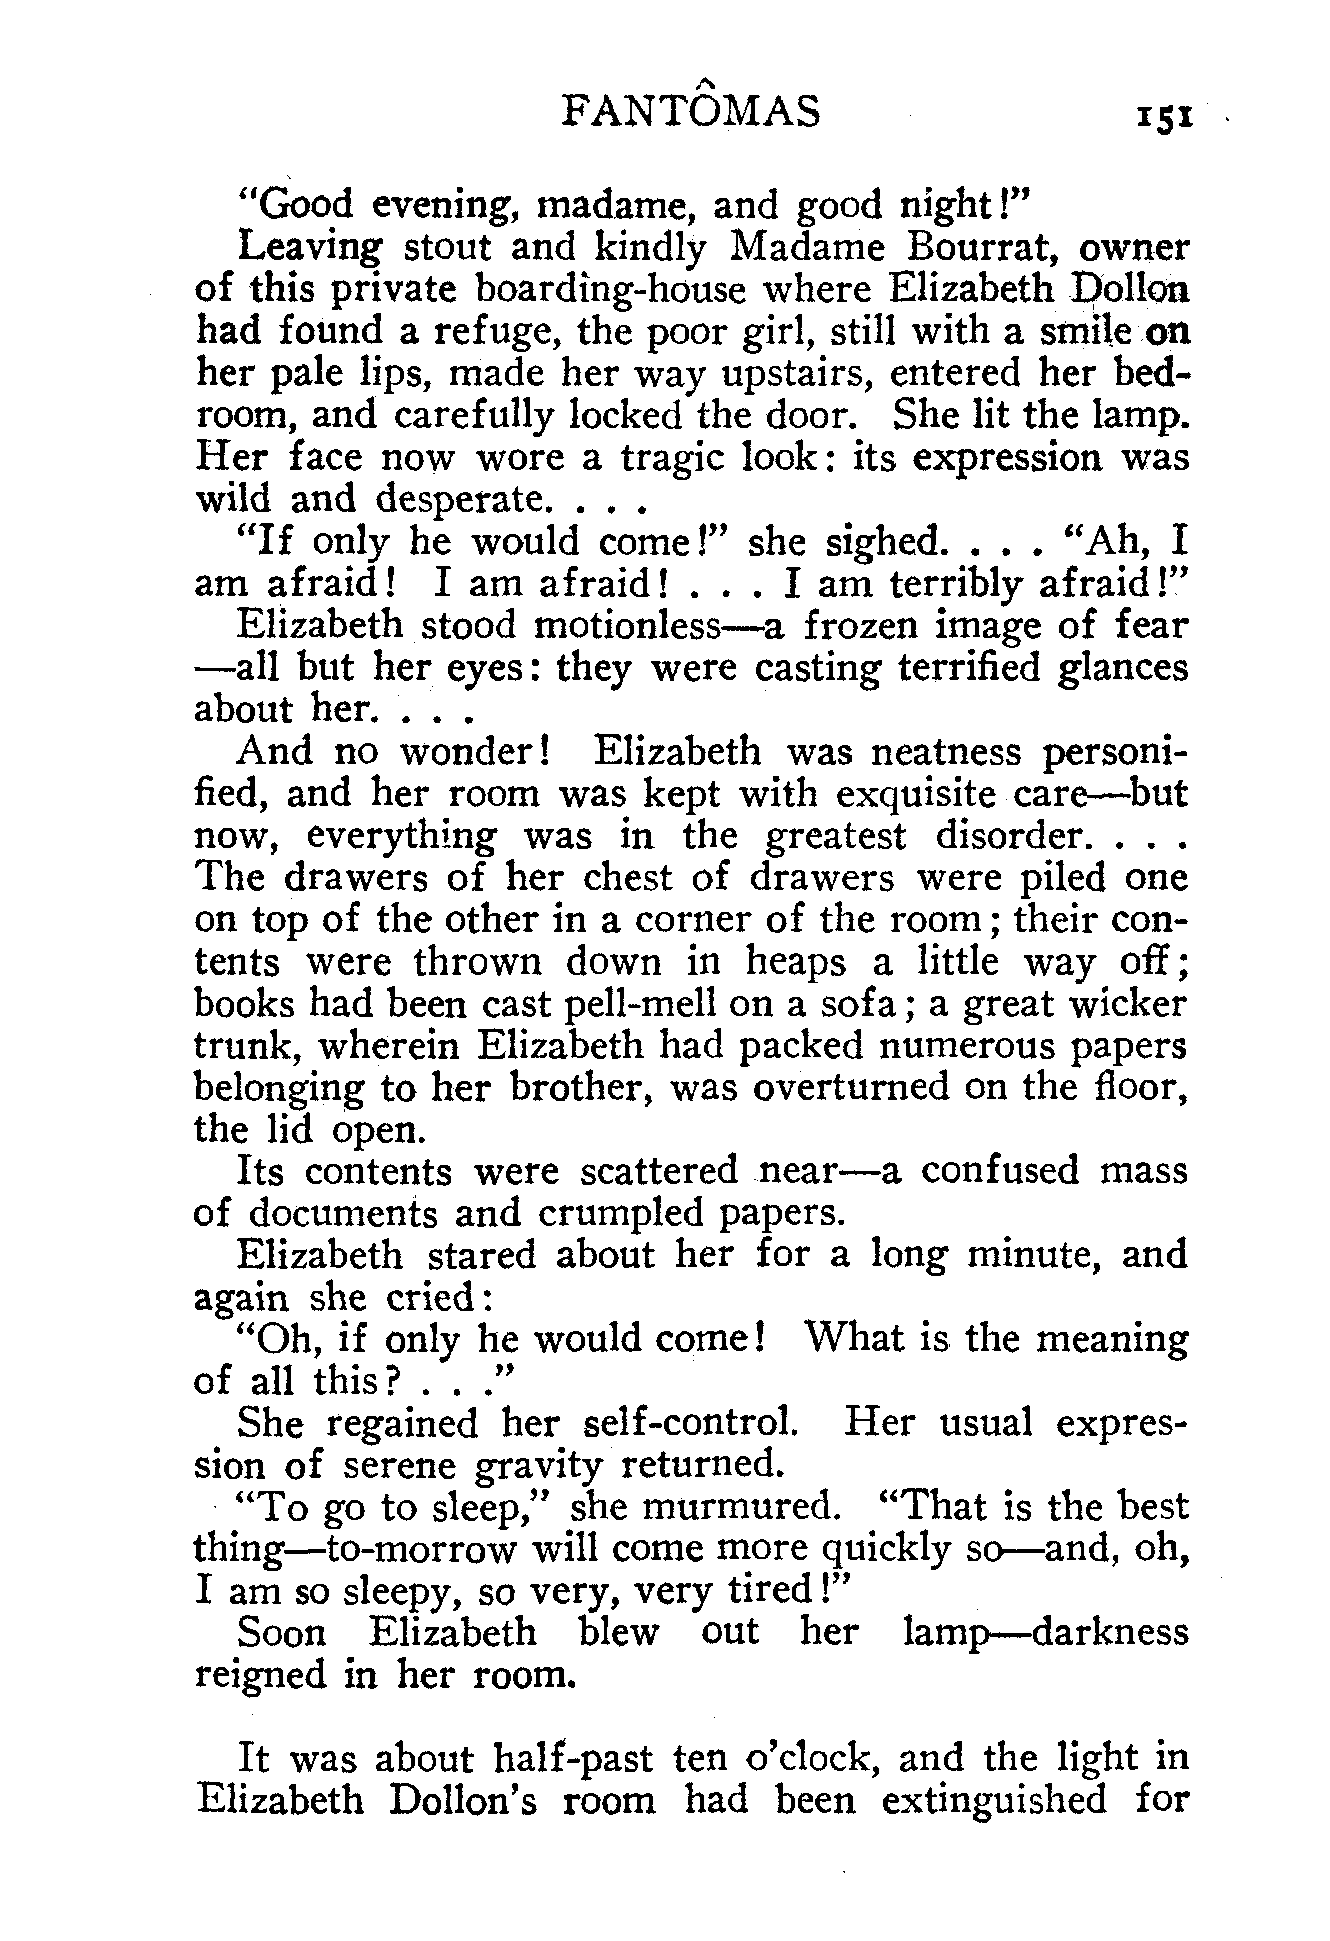 FANTÔMAS 151
“Good evening, madame, and good night!”
Leaving stout and kindly Madame Bourrat, owner
of this private boarding-house where Elizabeth Dollon
had found a refuge, the poor girl, still with a smile on
her pale lips, made her way upstairs, entered her bed-
room, and carefully locked the door. She lit the lamp.
Her face now wore a tragic look: its expression was
wild and desperate. . . .
“If only he would come!” she sighed. . . . “Ah, I
am afraid! I am afraid! . . . I am terribly afraid!”
Elizabeth stood motionless—a frozen image of fear
—all but her eyes: they were casting terrified glances
about her. . . .
And no wonder! Elizabeth was neatness personi-
fied, and her room was kept with exquisite care—but
now, everything was in the greatest disorder. . . .
The drawers of her chest of drawers were piled one
on top of the other in a corner of the room; their con-
tents were thrown down in heaps a little way off;
books had been cast pell-mell on a sofa; a great wicker
trunk, wherein Elizabeth had packed numerous papers
belonging to her brother, was overturned on the floor,
the lid open.
Its contents were scattered near—a confused mass
of documents and crumpled papers.
Elizabeth stared about her for a long minute, and
again she cried:
“Oh, if only he would come! What is the meaning
of all this? . . .”
She regained her self-control. Her usual expres-
sion of serene gravity returned.
“To go to sleep,” she murmured. “That is the best
thing—to-morrow will come more quickly so—and, oh,
I am so sleepy, so very, very tired!”
Soon Elizabeth blew out her lamp—darkness
reigned in her room.
It was about half-past ten o’clock, and the light in
Elizabeth Dollon’s room had been extinguished for